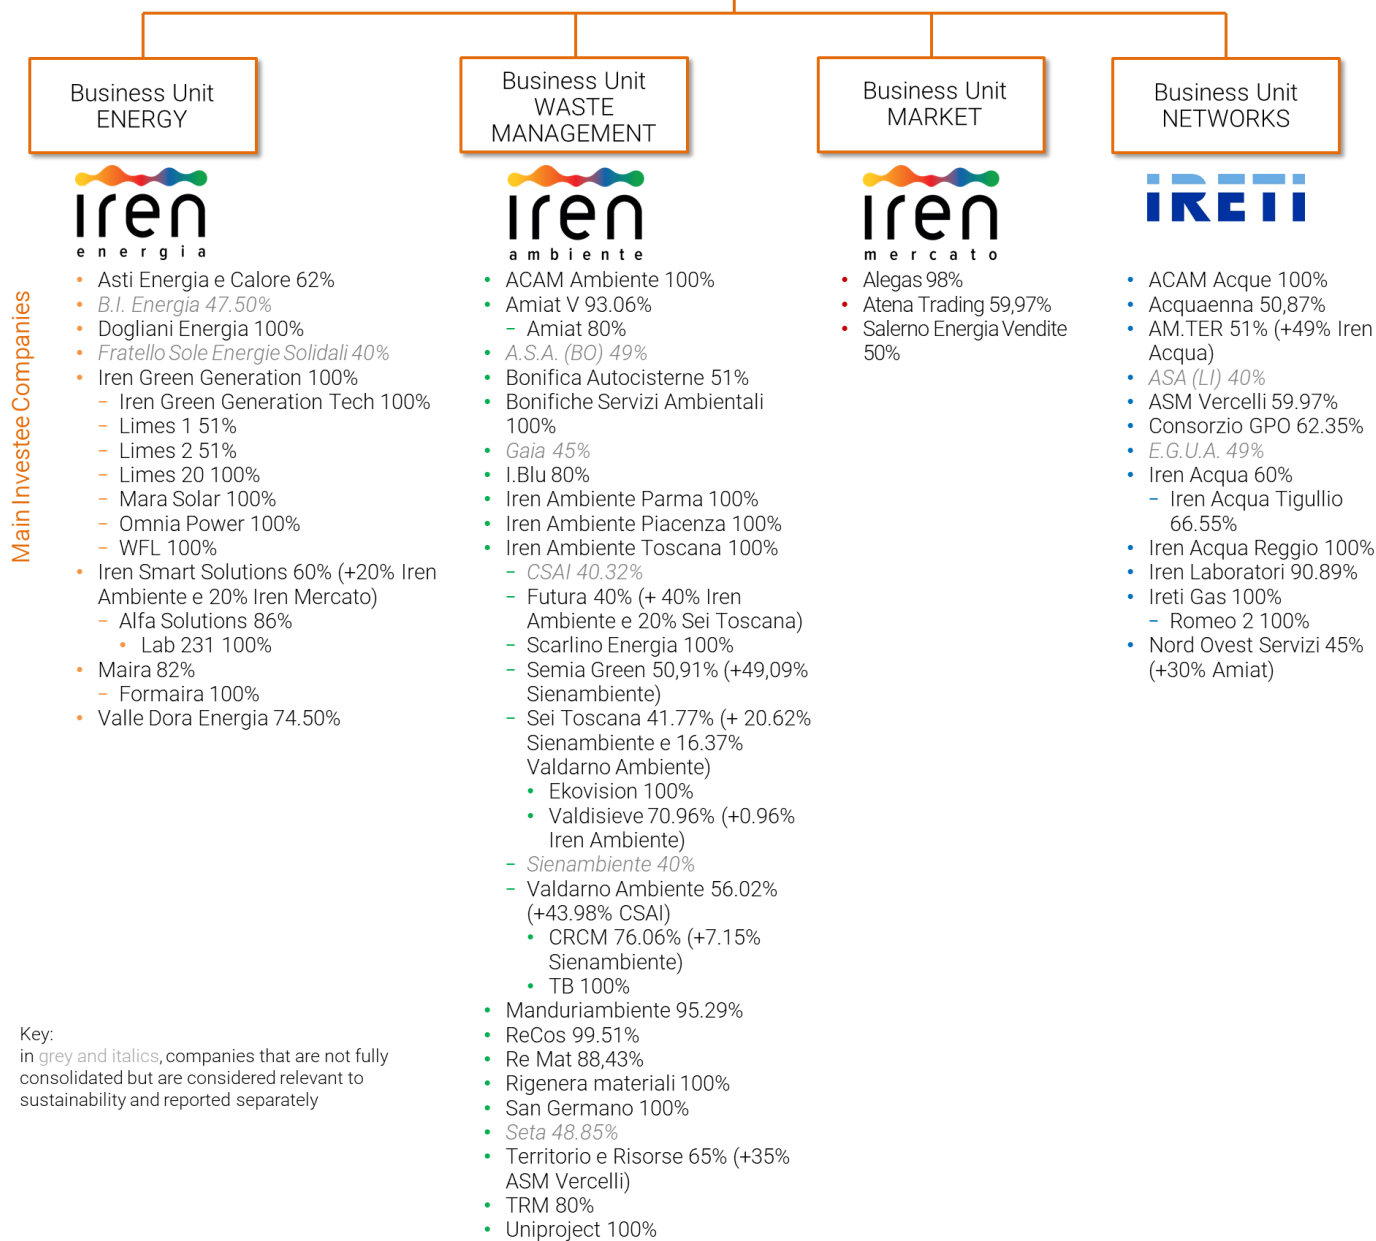 Business Unit
ENERGY
Business Unit
WASTE
MANAGEMENT
Business Unit
MARKET
Business Unit
NETWORKS
iren
energia
iren
ambiente
iren
mercato
IRETI
Main Investee Companies
• Asti Energia e Calore 62%
• B.I. Energia 47.50%
• Dogliani Energia 100%
• Fratello Sole Energie Solidali 40%
• Iren Green Generation 100%
− Iren Green Generation Tech 100%
− Limes 1 51%
− Limes 2 51%
− Limes 20 100%
− Mara Solar 100%
− Omnia Power 100%
− WFL 100%
• Iren Smart Solutions 60% (+20% Iren
Ambiente e 20% Iren Mercato)
− Alfa Solutions 86%
• Lab 231 100%
• Maira 82%
− Formaira 100%
• Valle Dora Energia 74.50%
• ACAM Ambiente 100%
• Amiat V 93.06%
− Amiat 80%
• A.S.A. (BO) 49%
• Bonifica Autocisterne 51%
• Bonifiche Servizi Ambientali
100%
• Gaia 45%
• I.Blu 80%
• Iren Ambiente Parma 100%
• Iren Ambiente Piacenza 100%
• Iren Ambiente Toscana 100%
− CSAI 40.32%
− Futura 40% (+ 40% Iren
Ambiente e 20% Sei Toscana)
− Scarlino Energia 100%
− Semia Green 50,91% (+49,09%
Sienambiente)
− Sei Toscana 41.77% (+ 20.62%
Sienambiente e 16.37%
Valdarno Ambiente)
• Ekovision 100%
• Valdisieve 70.96% (+0.96%
Iren Ambiente)
− Sienambiente 40%
− Valdarno Ambiente 56.02%
(+43.98% CSAI)
• CRCM 76.06% (+7.15%
Sienambiente)
• TB 100%
• Manduriambiente 95.29%
• ReCos 99.51%
• Re Mat 88,43%
• Rigenera materiali 100%
• San Germano 100%
• Seta 48.85%
• Territorio e Risorse 65% (+35%
ASM Vercelli)
• TRM 80%
• Uniproject 100%
• Alegas 98%
• Atena Trading 59,97%
• Salerno Energia Vendite
50%
• ACAM Acque 100%
• Acquaenna 50,87%
• AM.TER 51% (+49% Iren
Acqua)
• ASA (LI) 40%
• ASM Vercelli 59.97%
• Consorzio GPO 62.35%
• E.G.U.A. 49%
• Iren Acqua 60%
− Iren Acqua Tigullio
66.55%
• Iren Acqua Reggio 100%
• Iren Laboratori 90.89%
• Ireti Gas 100%
− Romeo 2 100%
• Nord Ovest Servizi 45%
(+30% Amiat)
Key:
in grey and italics, companies that are not fully
consolidated but are considered relevant to
sustainability and reported separately